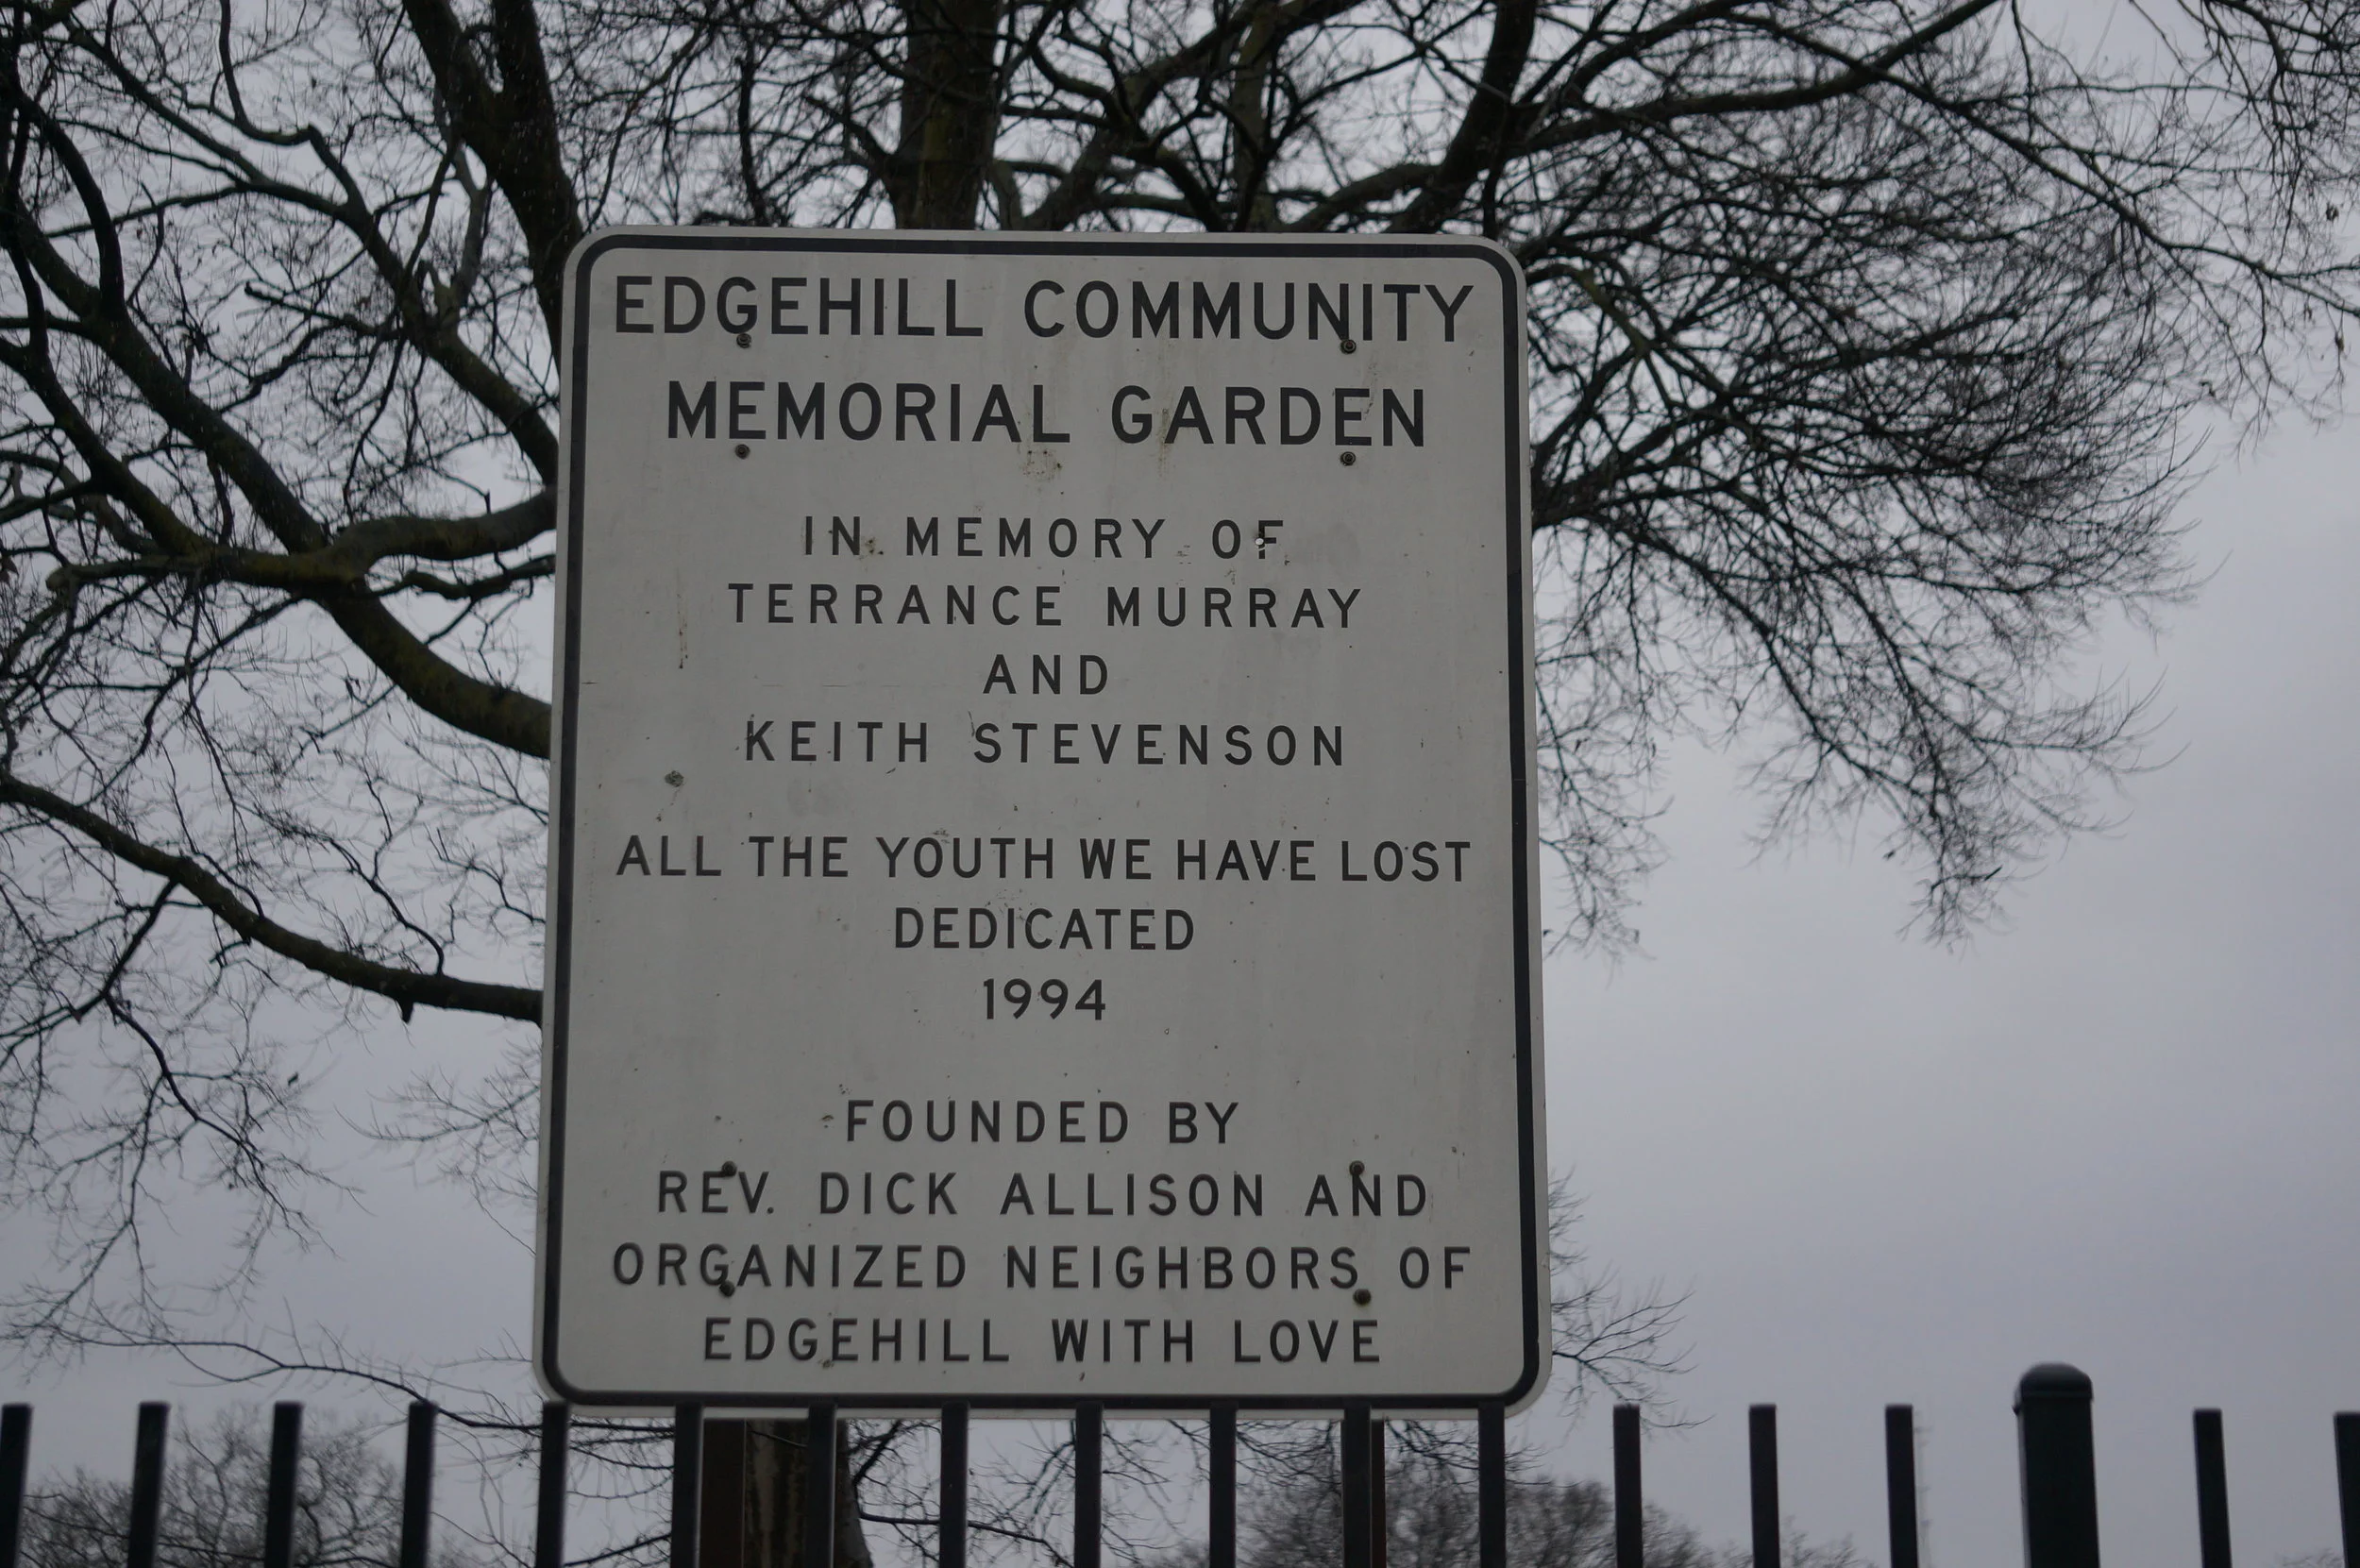 EDGEHILL COMMUNITY
MEMORIAL GARDEN
IN MEMORY OF
TERRANCE MURRAY
AND
KEITH STEVENSON
ALL THE YOUTH WE HAVE LOST
DEDICATED
1994
FOUNDED BY
REV. DICK ALLISON AND
ORGANIZED NEIGHBORS OF
EDGEHILL WITH LOVE